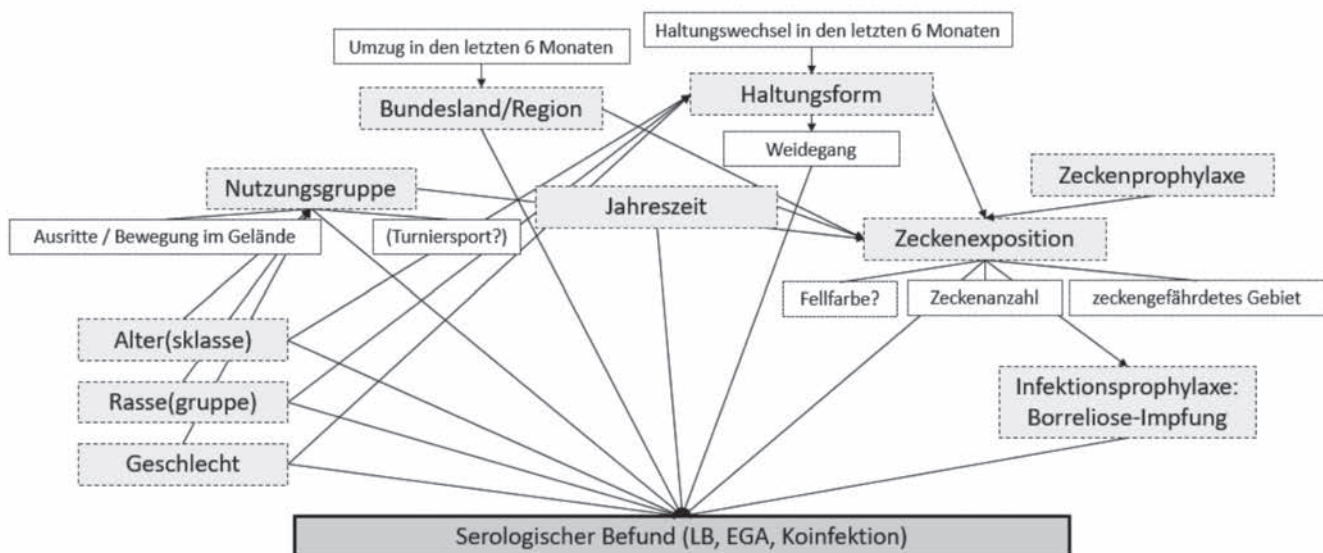 Haltungswechsel in den letzten 6 Monaten
Umzug in den letzten 6 Monaten
Haltungsform
Bundesland/Region
Weidegang
Zeckenprophylaxe
Nutzungsgruppe
Jahreszeit
Ausritte / Bewegung im Gelände
(Turniersport?)
Zeckenexposition
Fellfarbe?
Zeckenanzahl
zeckengefährdetes Gebiet
Alter(sklasse)
Rasse(gruppe)
Infektionsprophylaxe:
Borreliose-Impfung
Geschlecht
Serologischer Befund (LB, EGA, Koinfektion)